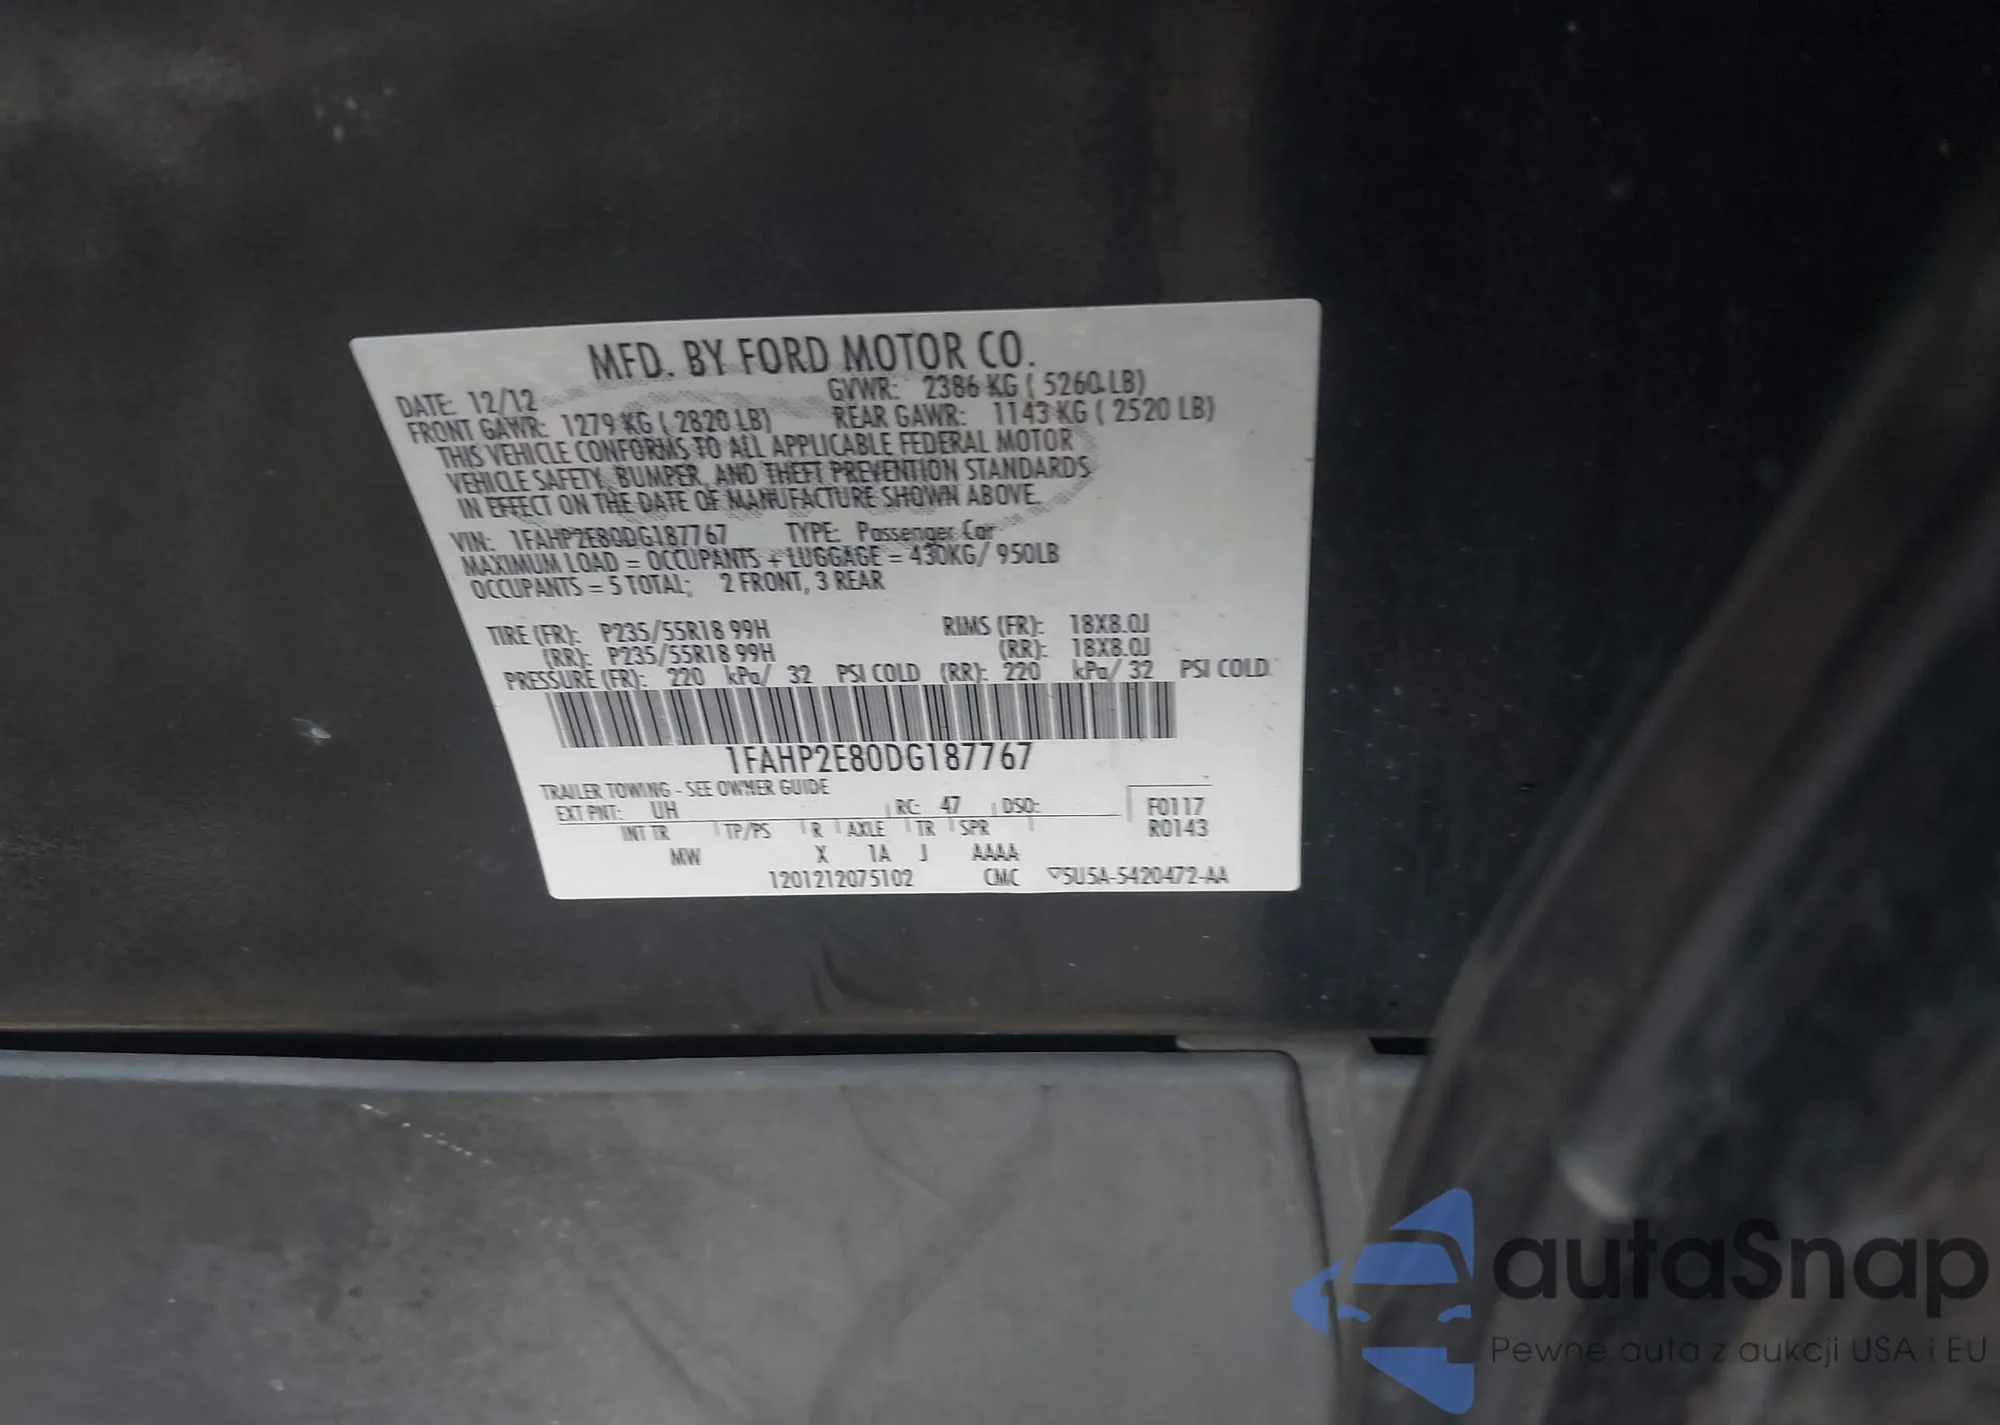 MFD. BY FORD MOTOR CO.
DATE: 12/12 GVWR: 2386 KG ( 5260 LB)
FRONT GAWR: 1279 KG ( 2820 LB) REAR GAWR: 1143 KG ( 2520 LB)
THIS VEHICLE CONFORMS TO ALL APPLICABLE FEDERAL MOTOR
VEHICLE SAFETY, BUMPER, AND THEFT PREVENTION STANDARDS
IN EFFECT ON THE DATE OF MANUFACTURE SHOWN ABOVE.
VIN: 1FAHP2E80DG187767 TYPE: Passenger Car
MAXIMUM LOAD = OCCUPANTS + LUGGAGE = 430KG/ 950LB
OCCUPANTS = 5 TOTAL; 2 FRONT, 3 REAR
TIRE (FR): P235/55R18 99H RIMS (FR): 18X8.0J
(RR): P235/55R18 99H (RR): 18X8.0J
PRESSURE (FR): 220 kPa/ 32 PSI COLD (RR): 220 kPa/ 32 PSI COLD
1FAHP2E80DG187767
TRAILER TOWING - SEE OWNER GUIDE
EXT PNT: UH RC: 47 DSO: F0117
INT TR TP/PS R AXLE TR SPR R0143
MW X 1A J AAAA
1201212075102 CMC ▽5U5A-5420472-AA
autaSnap
Pewne auta z aukcji USA i EU